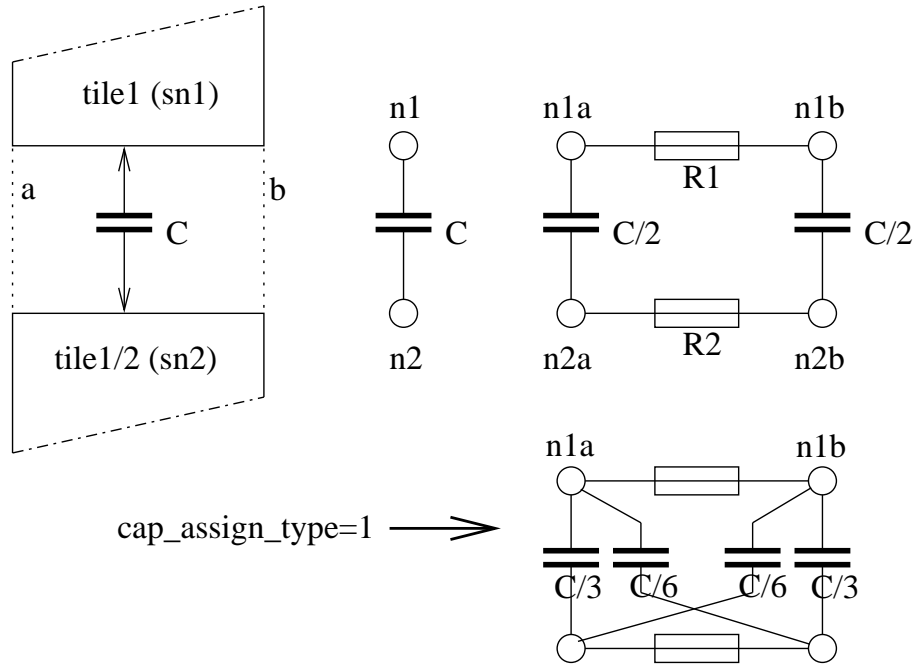 tile1 (sn1)
a
b
C
tile1/2 (sn2)
n1
C
n2
n1a
n1b
R1
C/2
C/2
R2
n2a
n2b
cap_assign_type=1
n1a
n1b
C/3
C/6
C/6
C/3